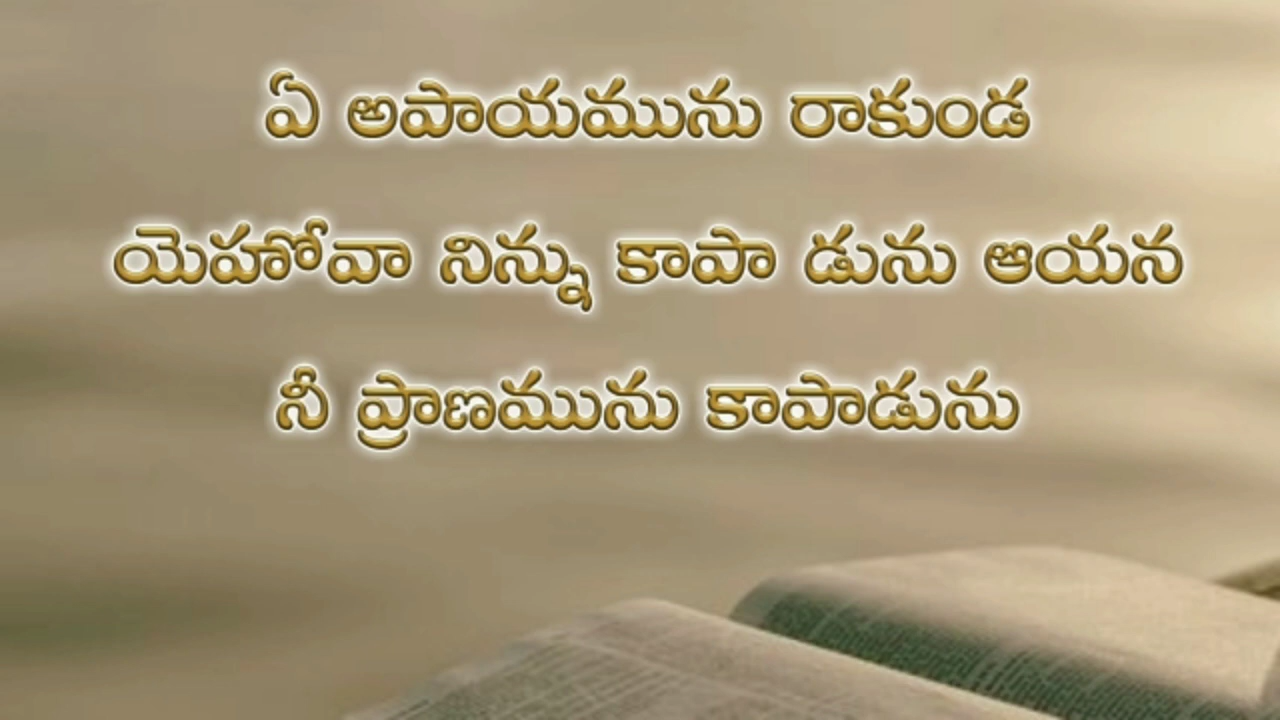 ఏ అపాయమును రాకుండ
యెహోవా నిన్ను కాపా డును ఆయన
నీ ప్రాణమును కాపాడును